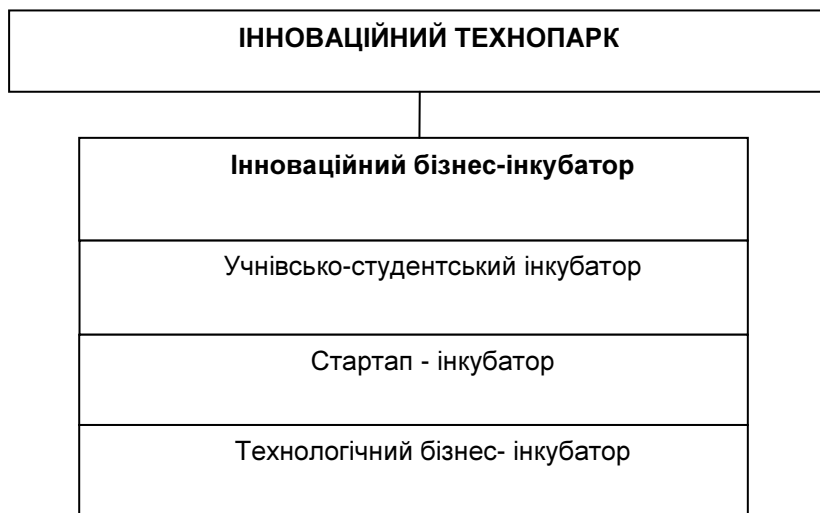 ІННОВАЦІЙНИЙ ТЕХНОПАРК
Інноваційний бізнес-інкубатор
Учнівсько-студентський інкубатор
Стартап - інкубатор
Технологічний бізнес- інкубатор